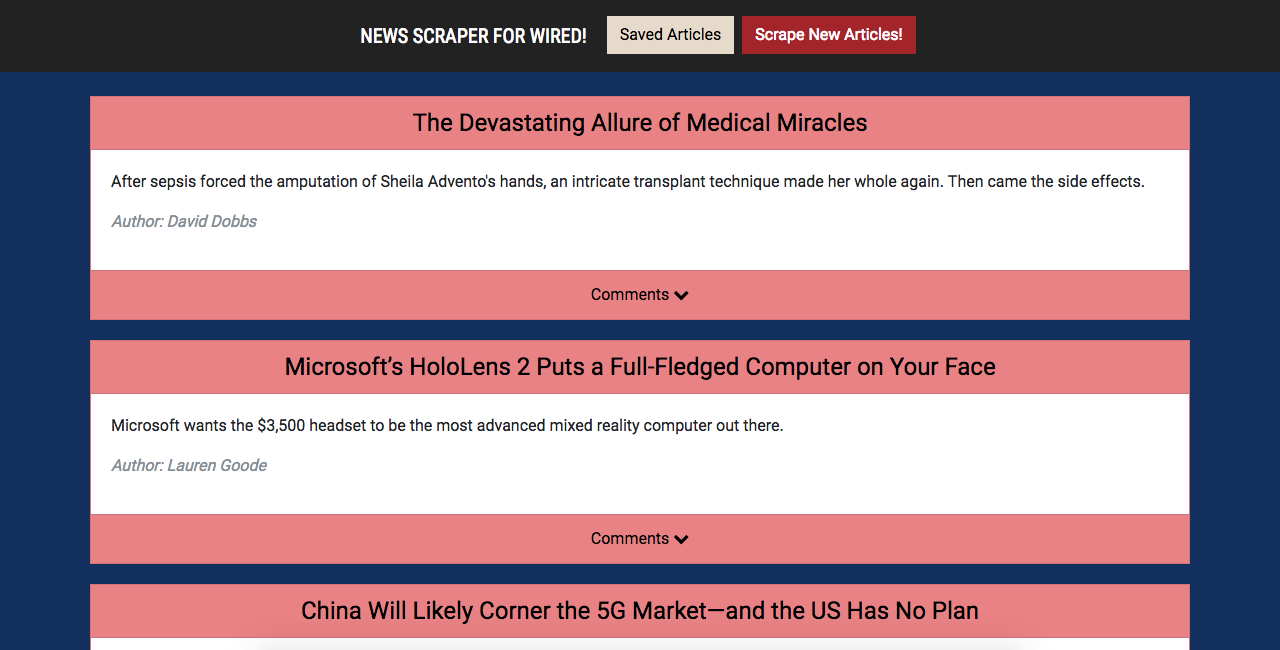 NEWS SCRAPER FOR WIRED!
Saved Articles
Scrape New Articles!
The Devastating Allure of Medical Miracles
After sepsis forced the amputation of Sheila Advento's hands, an intricate transplant technique made her whole again. Then came the side effects.
Author: David Dobbs
Comments
Microsoft’s HoloLens 2 Puts a Full-Fledged Computer on Your Face
Microsoft wants the $3,500 headset to be the most advanced mixed reality computer out there.
Author: Lauren Goode
Comments
China Will Likely Corner the 5G Market—and the US Has No Plan